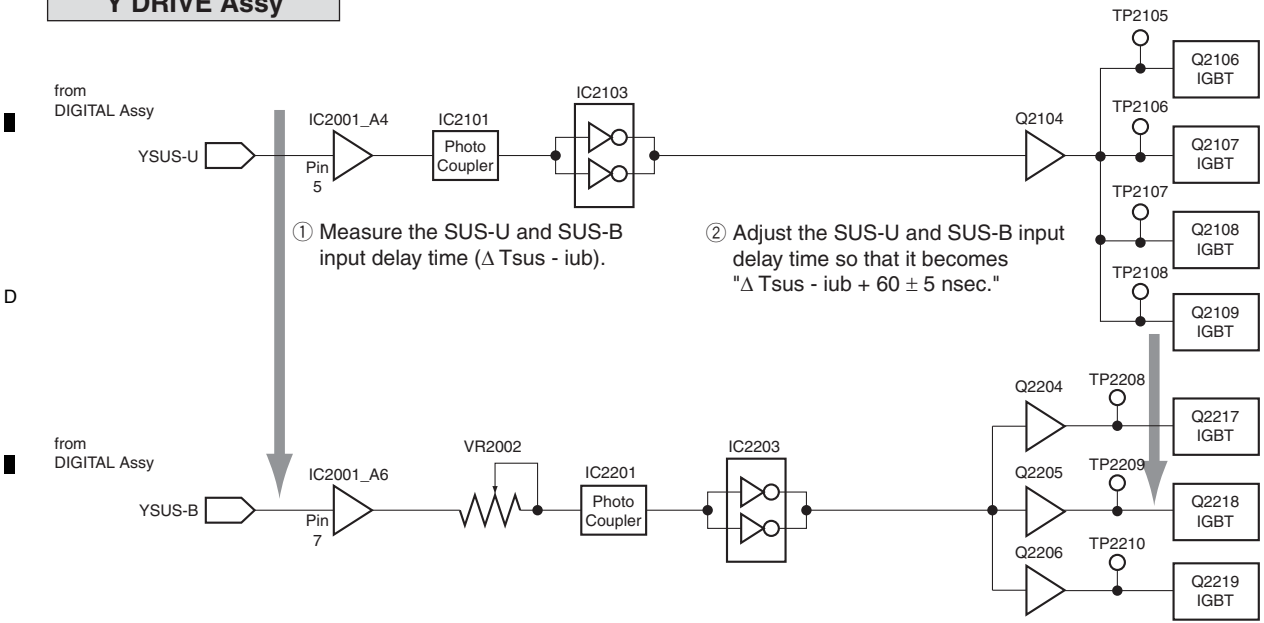 Y DRIVE Assy
TP2105
Q2106
IGBT
from
DIGITAL Assy
IC2001_A4
IC2101
IC2103
Q2104
TP2106
YSUS-U
Pin
5
Photo
Coupler
Q2107
IGBT
TP2107
① Measure the SUS-U and SUS-B
input delay time (Δ Tsus - iub).
② Adjust the SUS-U and SUS-B input
delay time so that it becomes
"Δ Tsus - iub + 60 ± 5 nsec."
Q2108
IGBT
TP2108
D
Q2109
IGBT
Q2204
TP2208
Q2217
IGBT
from
DIGITAL Assy
IC2001_A6
VR2002
IC2201
IC2203
Q2205
TP2209
YSUS-B
Pin
7
Photo
Coupler
Q2218
IGBT
Q2206
TP2210
Q2219
IGBT